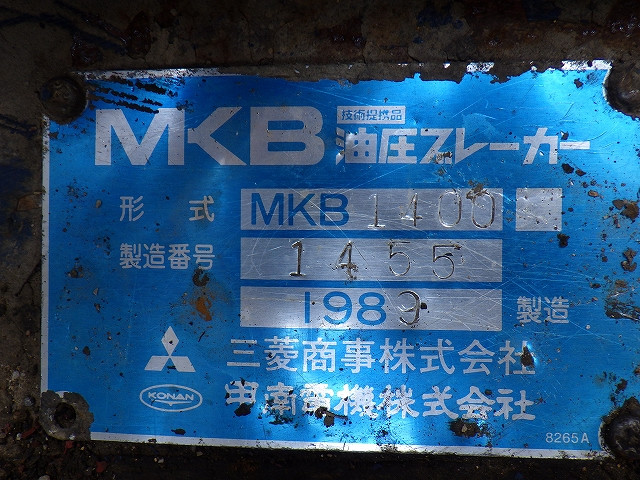 MKB 技術提携品 油圧ブレーカー
形式 MKB 1400
製造番号 1455
1989 製造
三菱商事株式会社
KONAN 甲南電機株式会社
8265A